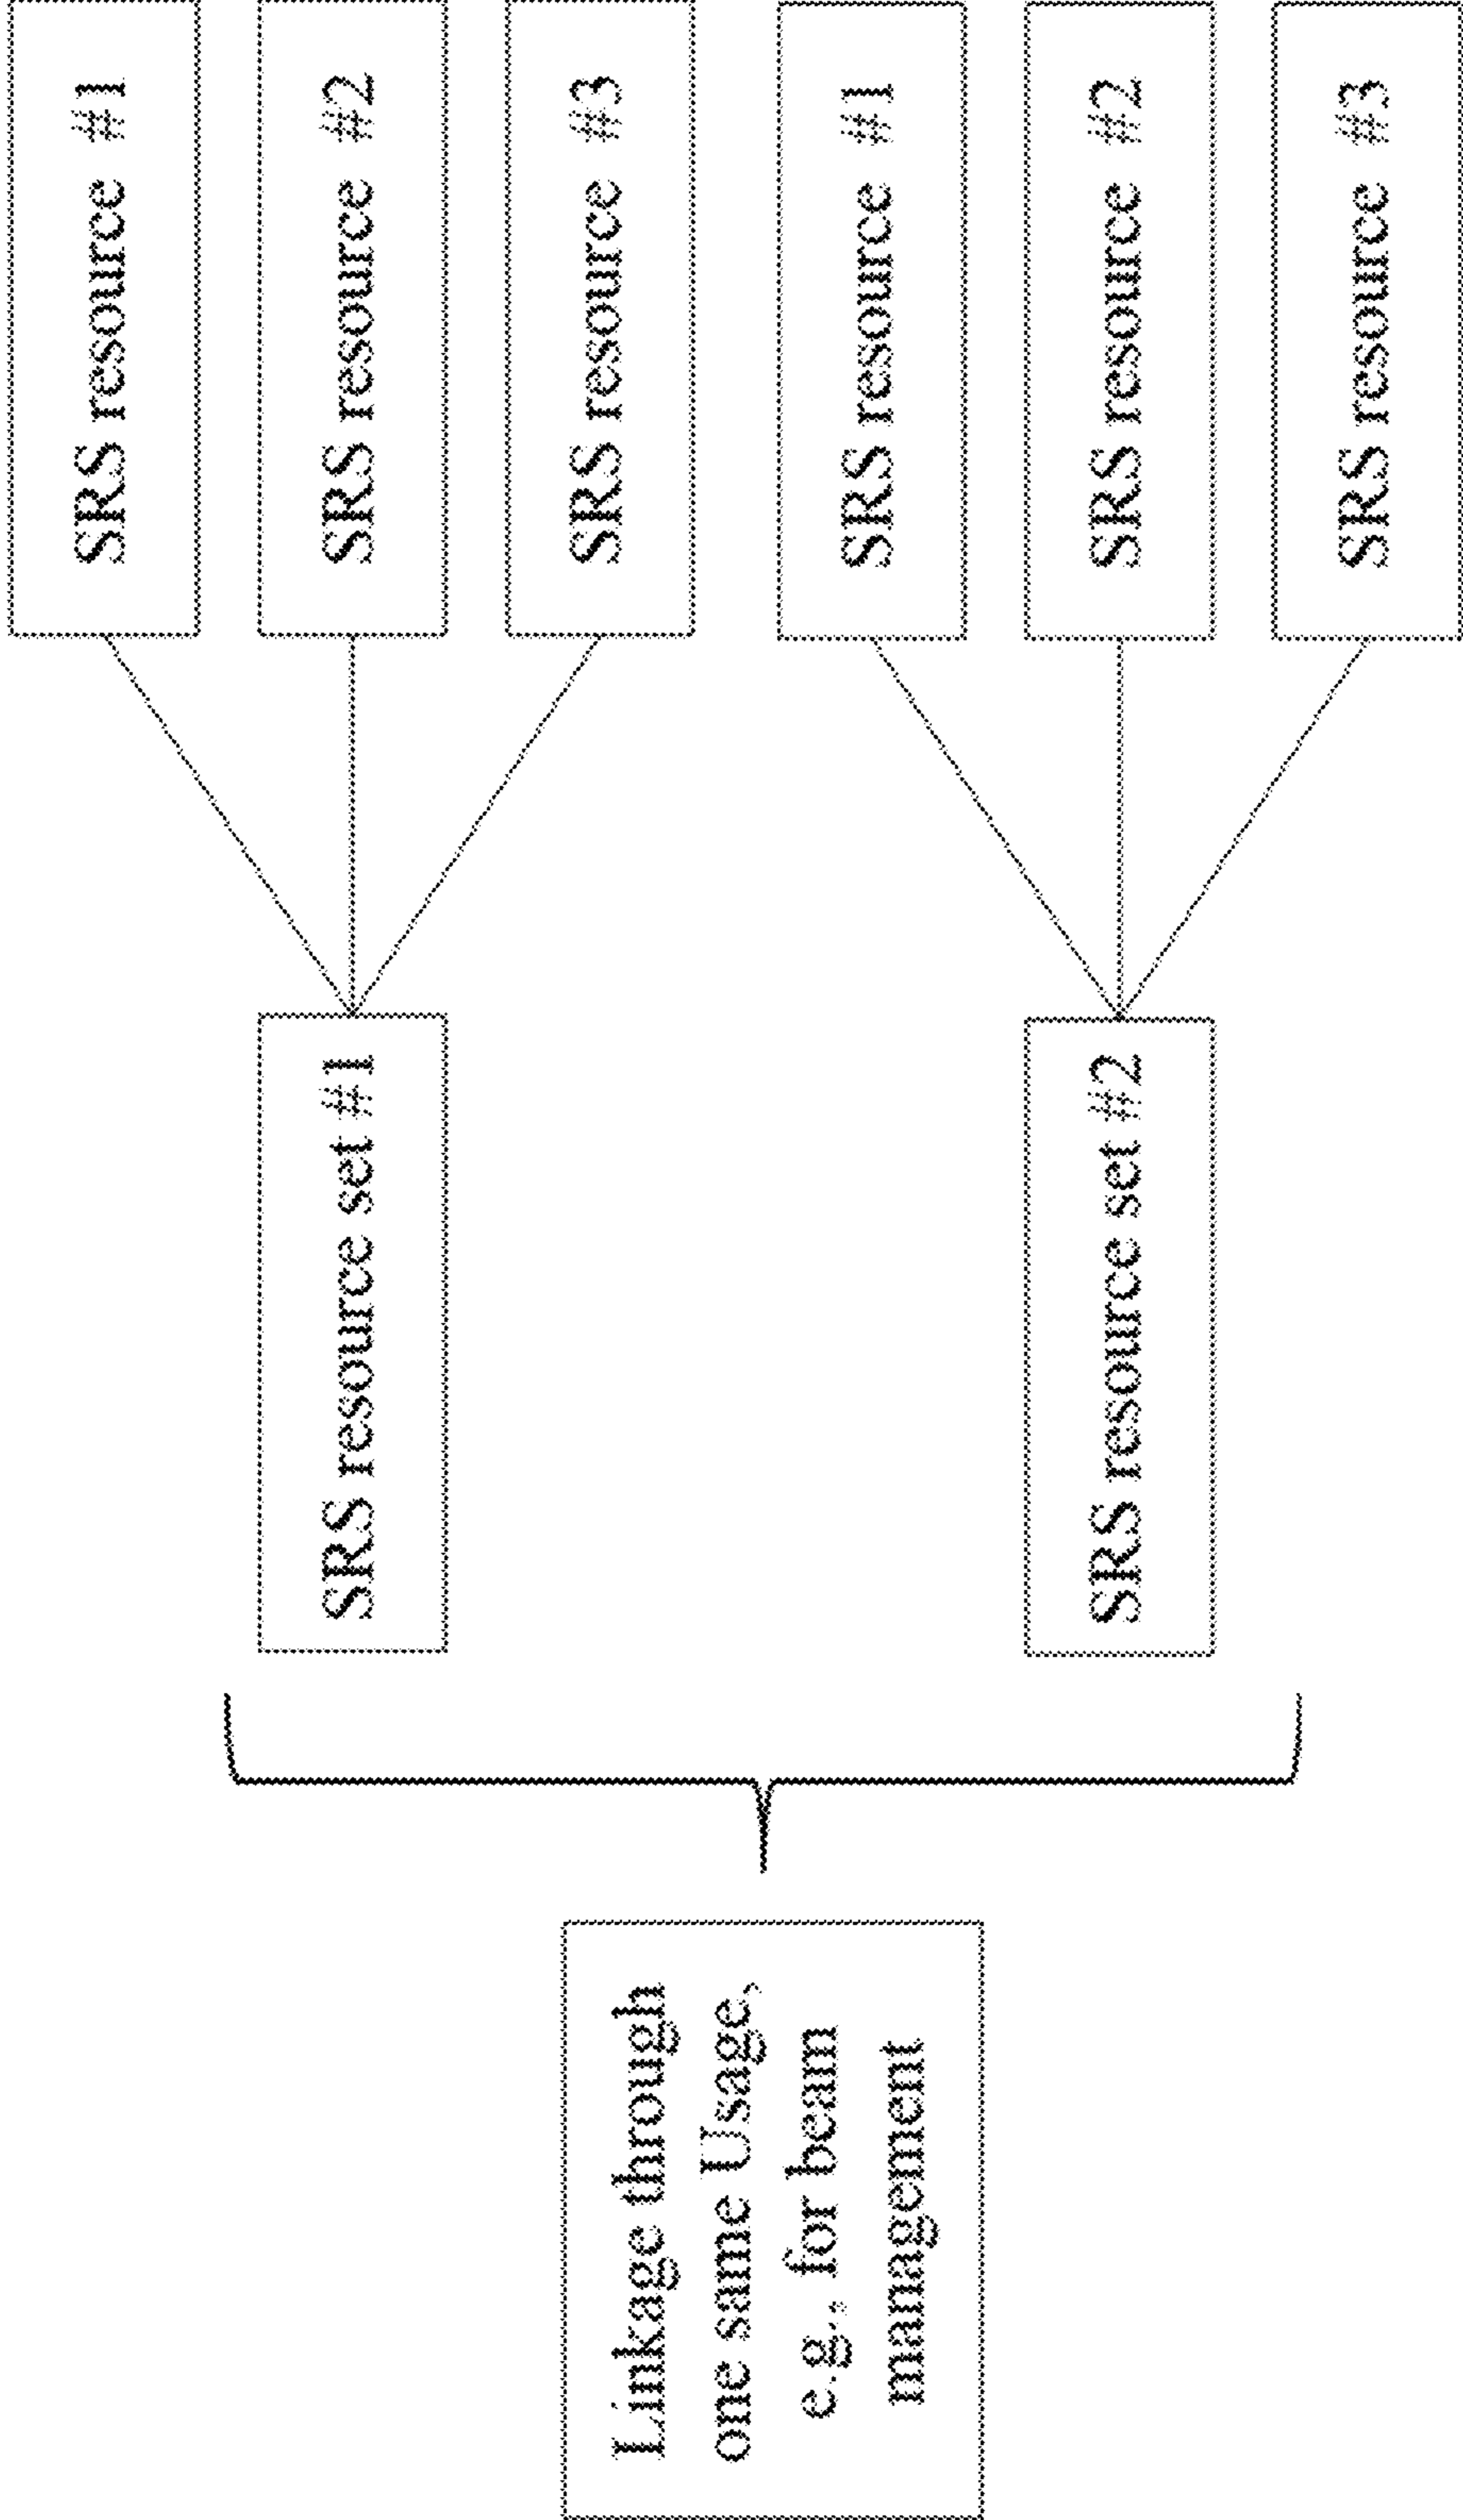 Linkage through
one same Usage,
e.g., for beam
management
SRS resource set #1
SRS resource #1
SRS resource #2
SRS resource #3
SRS resource set #2
SRS resource #1
SRS resource #2
SRS resource #3